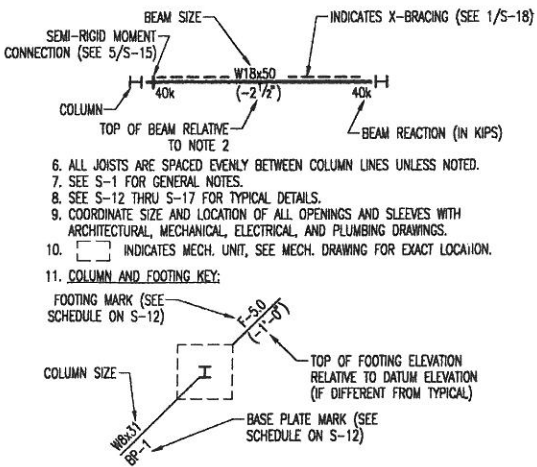 BEAM SIZE
INDICATES X-BRACING (SEE 1/S-18)
SEMI-RIGID MOMENT
CONNECTION (SEE 5/S-15)
W18x50
40k
(-2 1/2")
40k
COLUMN
TOP OF BEAM RELATIVE
TO NOTE 2
BEAM REACTION (IN KIPS)
6. ALL JOISTS ARE SPACED EVENLY BETWEEN COLUMN LINES UNLESS NOTED.
7. SEE S-1 FOR GENERAL NOTES.
8. SEE S-12 THRU S-17 FOR TYPICAL DETAILS.
9. COORDINATE SIZE AND LOCATION OF ALL OPENINGS AND SLEEVES WITH
ARCHITECTURAL, MECHANICAL, ELECTRICAL, AND PLUMBING DRAWINGS.
10. INDICATES MECH. UNIT, SEE MECH. DRAWING FOR EXACT LOCATION.
11. COLUMN AND FOOTING KEY:
FOOTING MARK (SEE
SCHEDULE ON S-12)
F-5.0
(-1'-0")
TOP OF FOOTING ELEVATION
RELATIVE TO DATUM ELEVATION
(IF DIFFERENT FROM TYPICAL)
COLUMN SIZE
W8x31
BP-1
BASE PLATE MARK (SEE
SCHEDULE ON S-12)